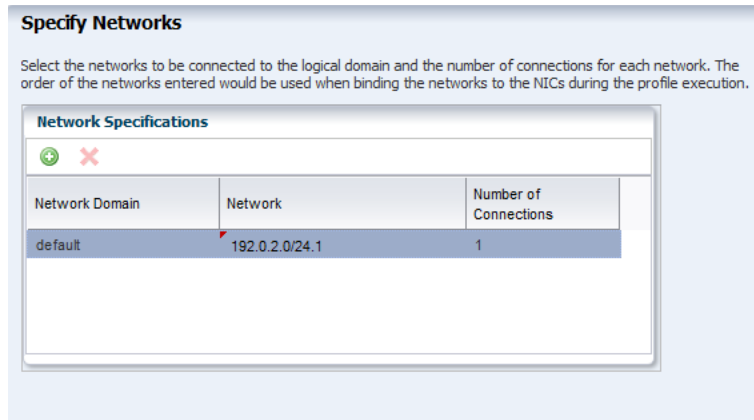 Specify Networks
Select the networks to be connected to the logical domain and the number of connections for each network. The
order of the networks entered would be used when binding the networks to the NICs during the profile execution.
Network Specifications
Network Domain
Network
Number of
Connections
default
192.0.2.0/24.1
1